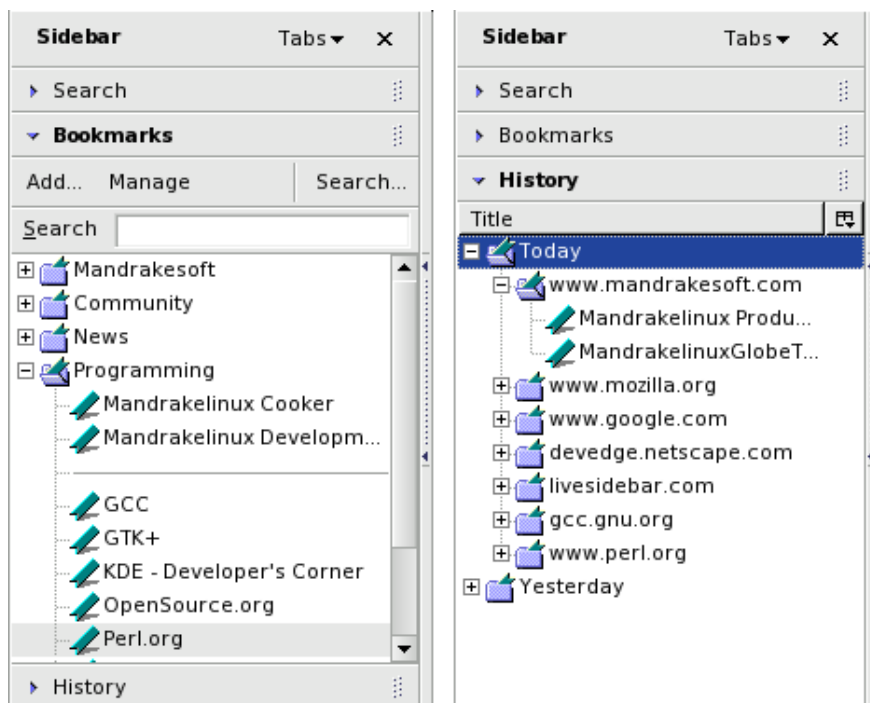 Sidebar Tabs
Search
Bookmarks
Add... Manage Search...
Search
Mandrakesoft
Community
News
Programming
Mandrakelinux Cooker
Mandrakelinux Developm...
GCC
GTK+
KDE - Developer's Corner
OpenSource.org
Perl.org
History
Sidebar Tabs
Search
Bookmarks
History
Title
Today
www.mandrakesoft.com
Mandrakelinux Produ...
MandrakelinuxGlobeT...
www.mozilla.org
www.google.com
devedge.netscape.com
livesidebar.com
gcc.gnu.org
www.perl.org
Yesterday